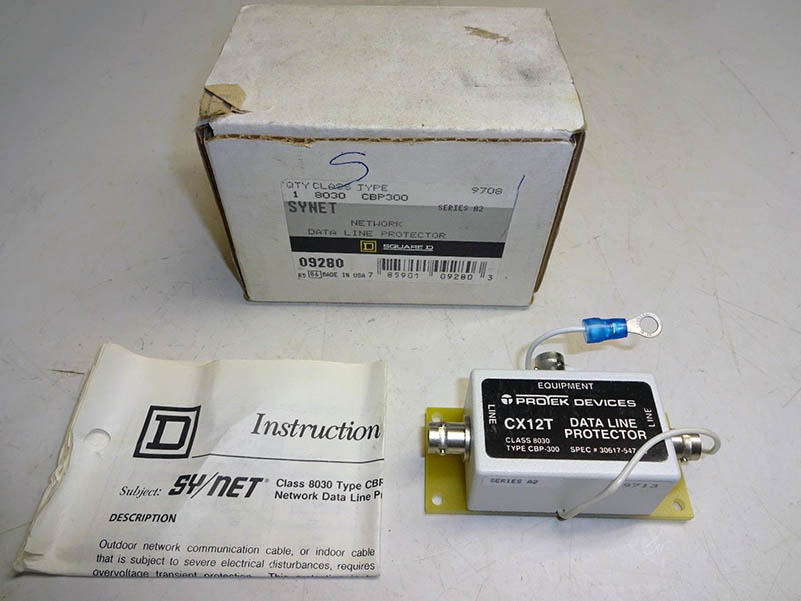 S
QTY CLASS TYPE 9708
1 8030 CBP300
SYNET SERIES A2
NETWORK
DATA LINE PROTECTOR
D SQUARE D
09280
86 MADE IN USA 7 85901 09280 3
D Instruction
Subject: SY/NET® Class 8030 Type CBP
Network Data Line P
DESCRIPTION
Outdoor network communication cable, or indoor cable
that is subject to severe electrical disturbances, requires
overvoltage transient protection. This
EQUIPMENT
PROTEK DEVICES
LINE
CX12T DATA LINE
PROTECTOR
LINE
CLASS 8030
TYPE CBP-300 SPEC # 30617-547
SERIES A2 9713